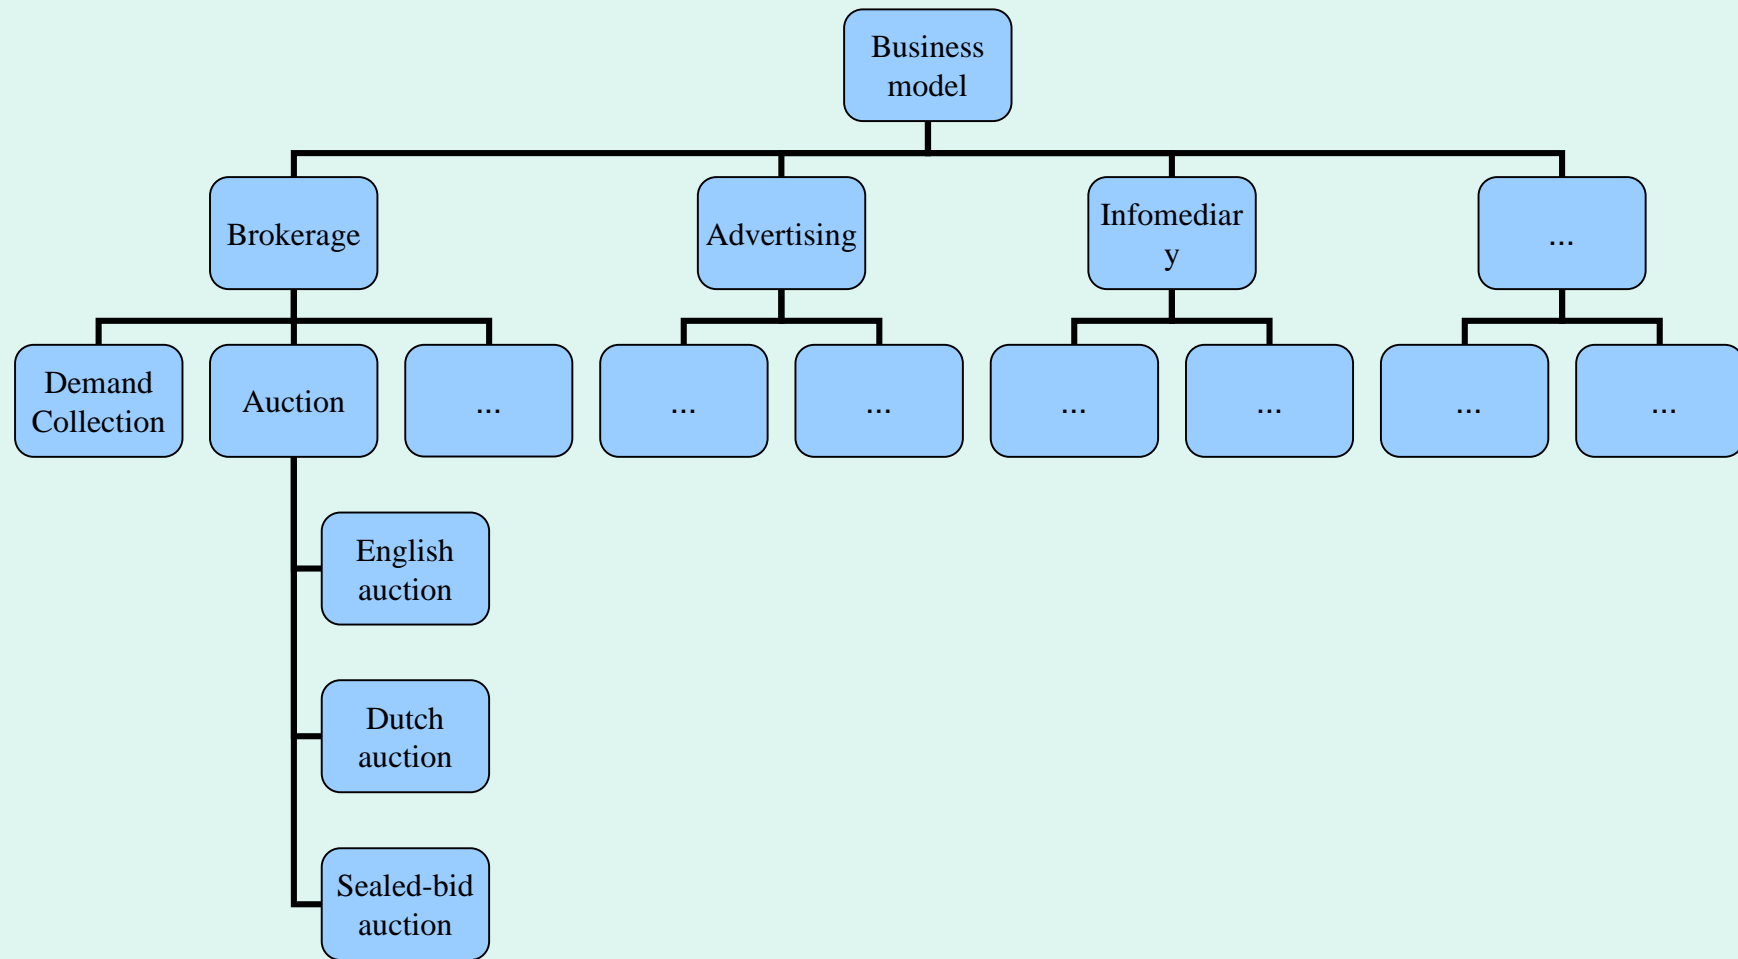 Business
model
Brokerage
Advertising
Infomediar
y
...
Demand
Collection
Auction
...
...
...
...
...
...
...
English
auction
Dutch
auction
Sealed-bid
auction